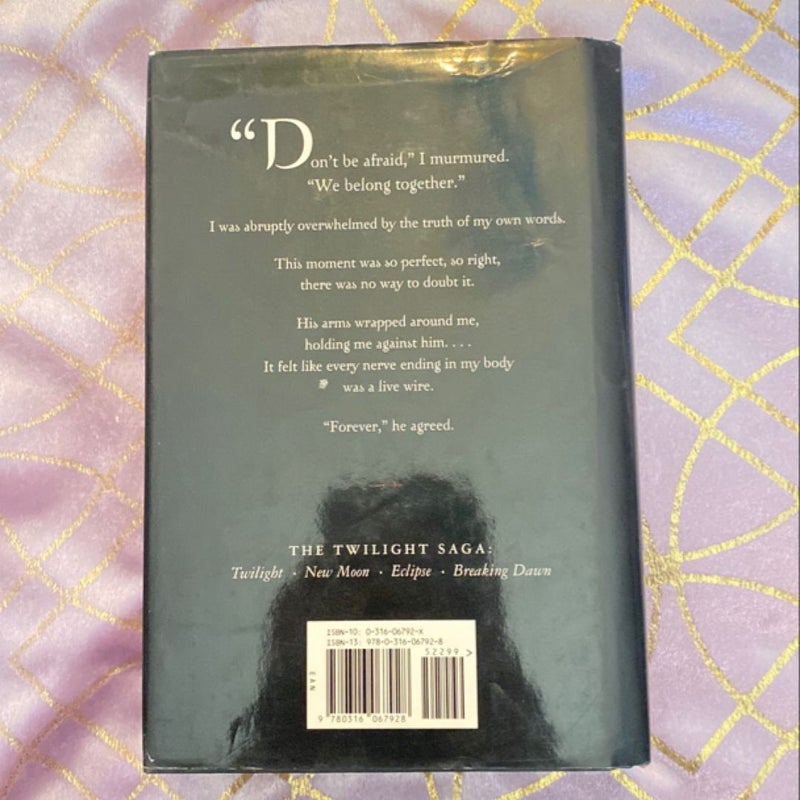 “Don’t be afraid,” I murmured.
“We belong together.”
I was abruptly overwhelmed by the truth of my own words.
This moment was so perfect, so right,
there was no way to doubt it.
His arms wrapped around me,
holding me against him. . . .
It felt like every nerve ending in my body
was a live wire.
“Forever,” he agreed.
THE TWILIGHT SAGA:
Twilight · New Moon · Eclipse · Breaking Dawn
ISBN-10: 0-316-06792-X
ISBN-13: 978-0-316-06792-8
52299 >
EAN
9 780316 067928